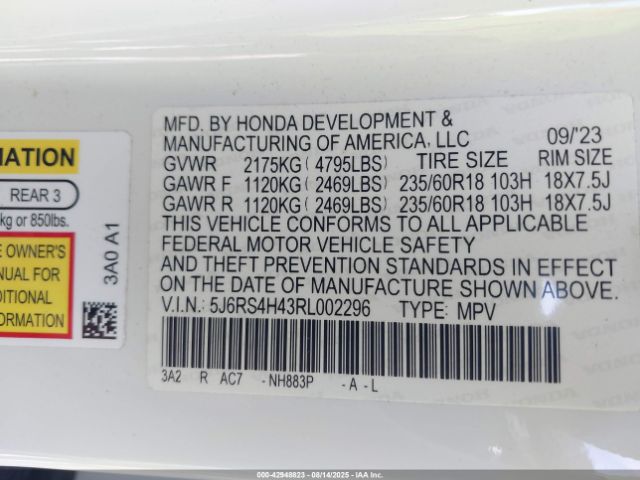 MATION
REAR 3
kg or 850lbs.
E OWNER'S
NUAL FOR
DITIONAL
FORMATION
3A0 A1
MFD. BY HONDA DEVELOPMENT &
MANUFACTURING OF AMERICA, LLC 09/'23
GVWR 2175KG ( 4795LBS) TIRE SIZE RIM SIZE
GAWR F 1120KG ( 2469LBS) 235/60R18 103H 18X7.5J
GAWR R 1120KG ( 2469LBS) 235/60R18 103H 18X7.5J
THIS VEHICLE CONFORMS TO ALL APPLICABLE
FEDERAL MOTOR VEHICLE SAFETY
AND THEFT PREVENTION STANDARDS IN EFFECT
ON THE DATE OF MANUFACTURE SHOWN ABOVE.
V.I.N.: 5J6RS4H43RL002296 TYPE: MPV
3A2 R AC7 -NH883P -A -L
000-42948823 - 08/14/2025 - IAA Inc.